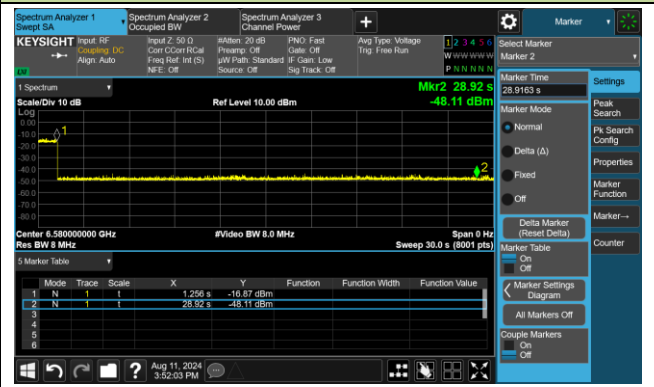 Spectrum Analyzer 1
Swept SA
Spectrum Analyzer 2
Occupied BW
Spectrum Analyzer 3
Channel Power
+
Marker
KEYSIGHT
Input: RF
Coupling: DC
Align: Auto
Input Z: 50 Ω
Corr CCorr RCal
Freq Ref: Int (S)
NFE: Off
#Atten: 20 dB
Preamp: Off
µW Path: Standard
Source: Off
PNO: Fast
Gate: Off
IF Gain: Low
Sig Track: Off
Avg Type: Voltage
Trig: Free Run
1 2 3 4 5 6
W W W W W W
P N N N N N
LXI
1 Spectrum
Scale/Div 10 dB
Ref Level 10.00 dBm
Mkr2 28.92 s
-48.11 dBm
Log
0.00
-10.0
-20.0
-30.0
-40.0
-50.0
-60.0
-70.0
-80.0
1
2
Center 6.580000000 GHz
Res BW 8 MHz
#Video BW 8.0 MHz
Span 0 Hz
Sweep 30.0 s (8001 pts)
5 Marker Table
Mode Trace Scale X Y Function Function Width Function Value
1 N 1 t 1.256 s -16.87 dBm
2 N 1 t 28.92 s -48.11 dBm
3
4
5
6
Select Marker
Marker 2
Marker Time
28.9163 s
Marker Mode
Normal
Delta (Δ)
Fixed
Off
Delta Marker
(Reset Delta)
Marker Table
On
Off
Marker Settings
Diagram
All Markers Off
Couple Markers
On
Off
Settings
Peak
Search
Pk Search
Config
Properties
Marker
Function
Marker→
Counter
?
Aug 11, 2024
3:52:03 PM